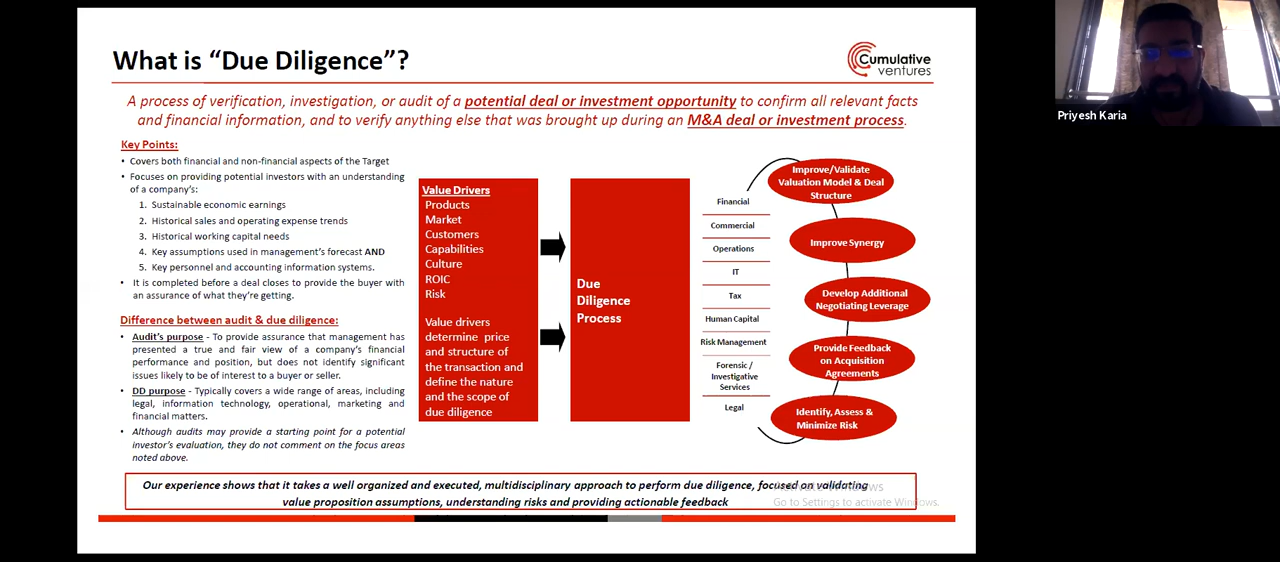 What is “Due Diligence”?
Cumulative
ventures
A process of verification, investigation, or audit of a potential deal or investment opportunity to confirm all relevant facts
and financial information, and to verify anything else that was brought up during an M&A deal or investment process.
Key Points:
• Covers both financial and non-financial aspects of the Target
• Focuses on providing potential investors with an understanding
of a company’s:
1. Sustainable economic earnings
2. Historical sales and operating expense trends
3. Historical working capital needs
4. Key assumptions used in management’s forecast AND
5. Key personnel and accounting information systems.
• It is completed before a deal closes to provide the buyer with
an assurance of what they’re getting.
Difference between audit & due diligence:
• Audit’s purpose - To provide assurance that management has
presented a true and fair view of a company’s financial
performance and position, but does not identify significant
issues likely to be of interest to a buyer or seller.
• DD purpose - Typically covers a wide range of areas, including
legal, information technology, operational, marketing and
financial matters.
• Although audits may provide a starting point for a potential
investor’s evaluation, they do not comment on the focus areas
noted above.
Value Drivers
Products
Market
Customers
Capabilities
Culture
ROIC
Risk
Value drivers
determine price
and structure of
the transaction and
define the nature
and the scope of
due diligence
Due
Diligence
Process
Financial
Commercial
Operations
IT
Tax
Human Capital
Risk Management
Forensic /
Investigative
Services
Legal
Improve/Validate
Valuation Model & Deal
Structure
Improve Synergy
Develop Additional
Negotiating Leverage
Provide Feedback
on Acquisition
Agreements
Identify, Assess &
Minimize Risk
Our experience shows that it takes a well organized and executed, multidisciplinary approach to perform due diligence, focused on validating
value proposition assumptions, understanding risks and providing actionable feedback
Activate Windows
Go to Settings to activate Windows.
Priyesh Karia